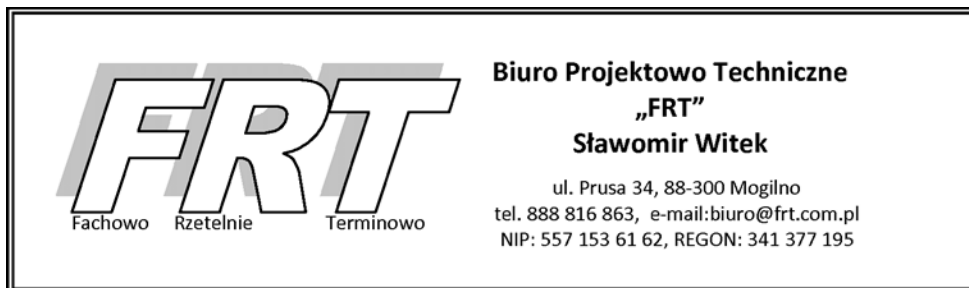 FRT
Fachowo Rzetelnie Terminowo
Biuro Projektowo Techniczne
„FRT”
Sławomir Witek
ul. Prusa 34, 88-300 Mogilno
tel. 888 816 863, e-mail:biuro@frt.com.pl
NIP: 557 153 61 62, REGON: 341 377 195